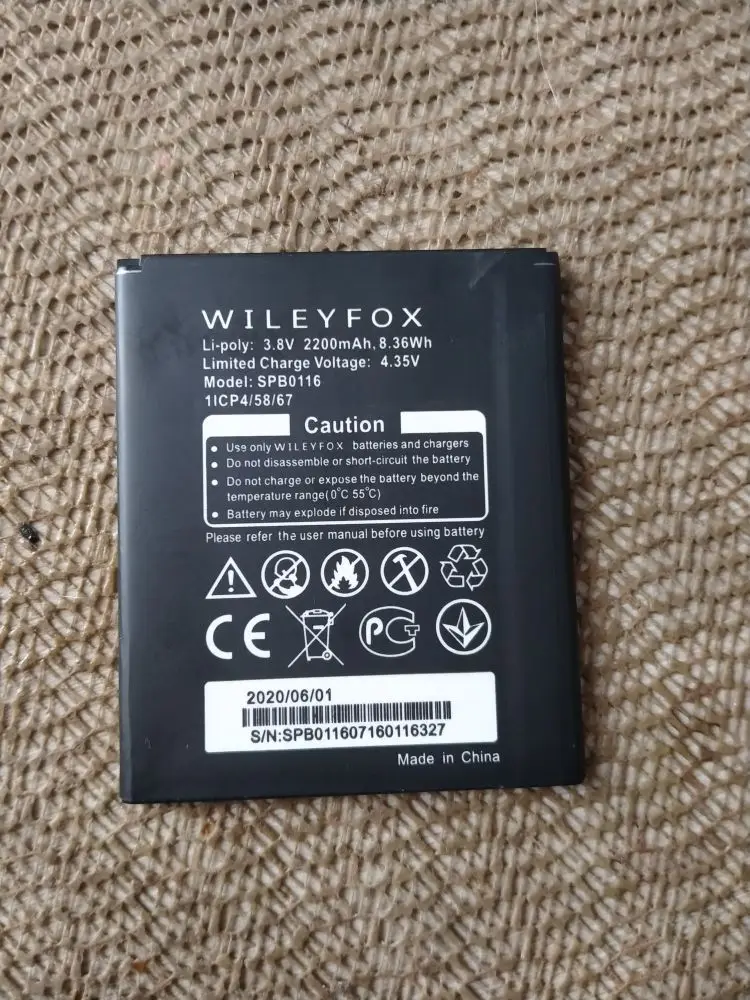 WILEYFOX
Li-poly: 3.8V 2200mAh, 8.36Wh
Limited Charge Voltage: 4.35V
Model: SPB0116
1ICP4/58/67
Caution
• Use only WILEYFOX batteries and chargers
• Do not disassemble or short-circuit the battery
• Do not charge or expose the battery beyond the
temperature range(0°C 55°C)
• Battery may explode if disposed into fire
Please refer the user manual before using battery
CE PCT
2020/06/01
S/N:SPB011607160116327
Made in China